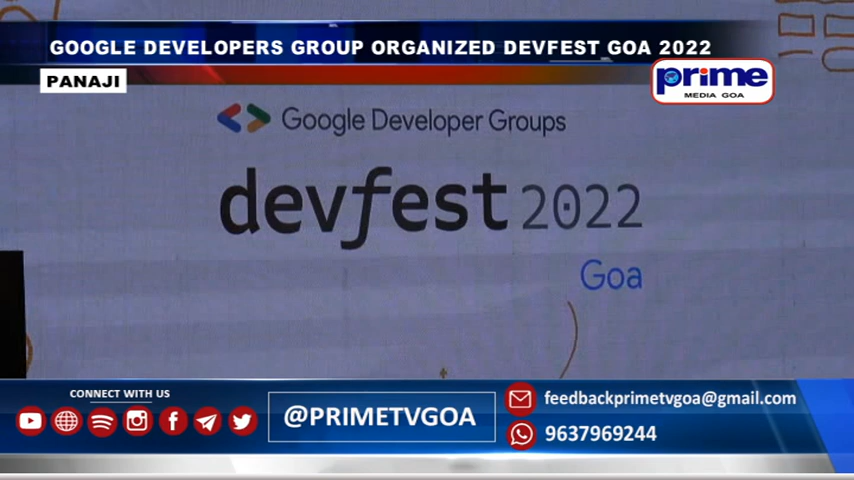 GOOGLE DEVELOPERS GROUP ORGANIZED DEVFEST GOA 2022
PANAJI
prime
MEDIA GOA
Google Developer Groups
devfest 2022
Goa
CONNECT WITH US
@PRIMETVGOA
feedbackprimetvgoa@gmail.com
9637969244